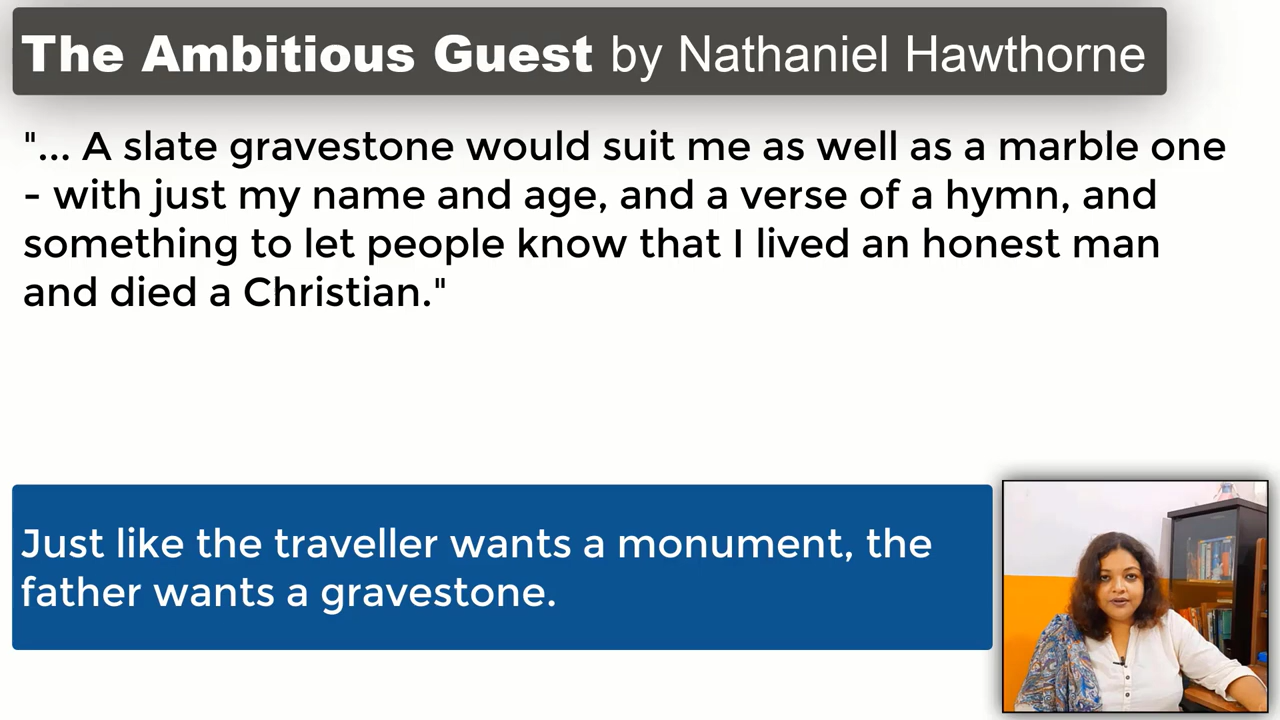 The Ambitious Guest by Nathaniel Hawthorne
"... A slate gravestone would suit me as well as a marble one
- with just my name and age, and a verse of a hymn, and
something to let people know that I lived an honest man
and died a Christian."
Just like the traveller wants a monument, the
father wants a gravestone.